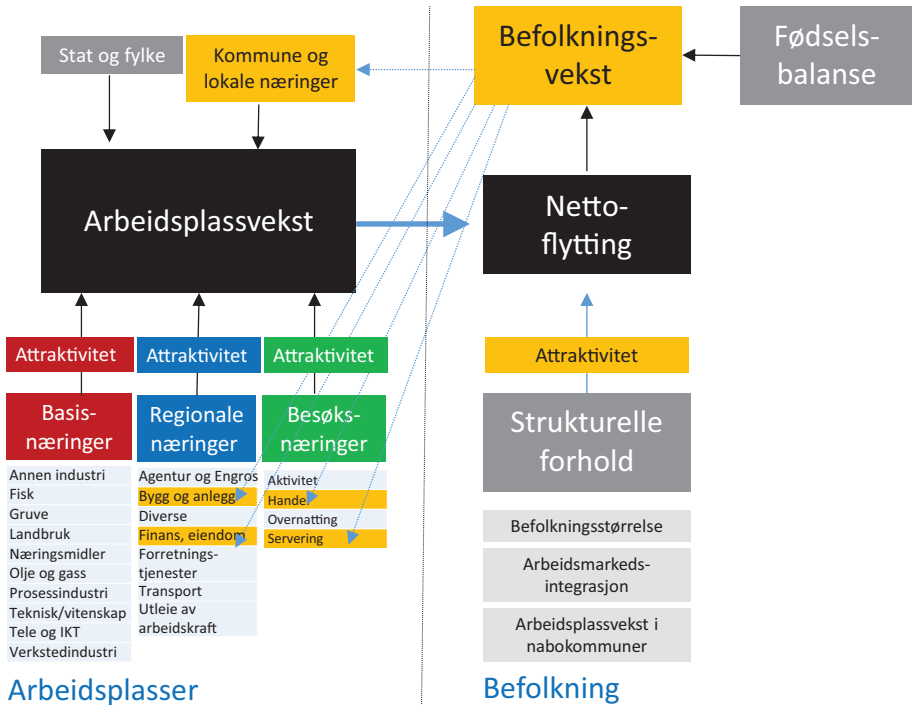 Stat og fylke
Kommune og
lokale næringer
Arbeidsplassvekst
Attraktivitet
Attraktivitet
Attraktivitet
Basis-
næringer
Regionale
næringer
Besøks-
næringer
Annen industri
Fisk
Gruve
Landbruk
Næringsmidler
Olje og gass
Prosessindustri
Teknisk/vitenskap
Tele og IKT
Verkstedindustri
Agentur og Engros
Bygg og anlegg
Diverse
Finans, eiendom
Forretnings-
tjenester
Transport
Utleie av
arbeidskraft
Aktivitet
Handel
Overnatting
Servering
Arbeidsplasser
Befolknings-
vekst
Fødsels-
balanse
Netto-
flytting
Attraktivitet
Strukturelle
forhold
Befolkningsstørrelse
Arbeidsmarkeds-
integrasjon
Arbeidsplassvekst i
nabokommuner
Befolkning